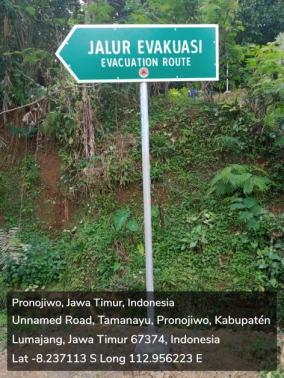 JALUR EVAKUASI
EVACUATION ROUTE
Pronojiwo, Jawa Timur, Indonesia
Unnamed Road, Tamanayu, Pronojiwo, Kabupatén
Lumajang, Jawa Timur 67374, Indonesia
Lat -8.237113 S Long 112.956223 E